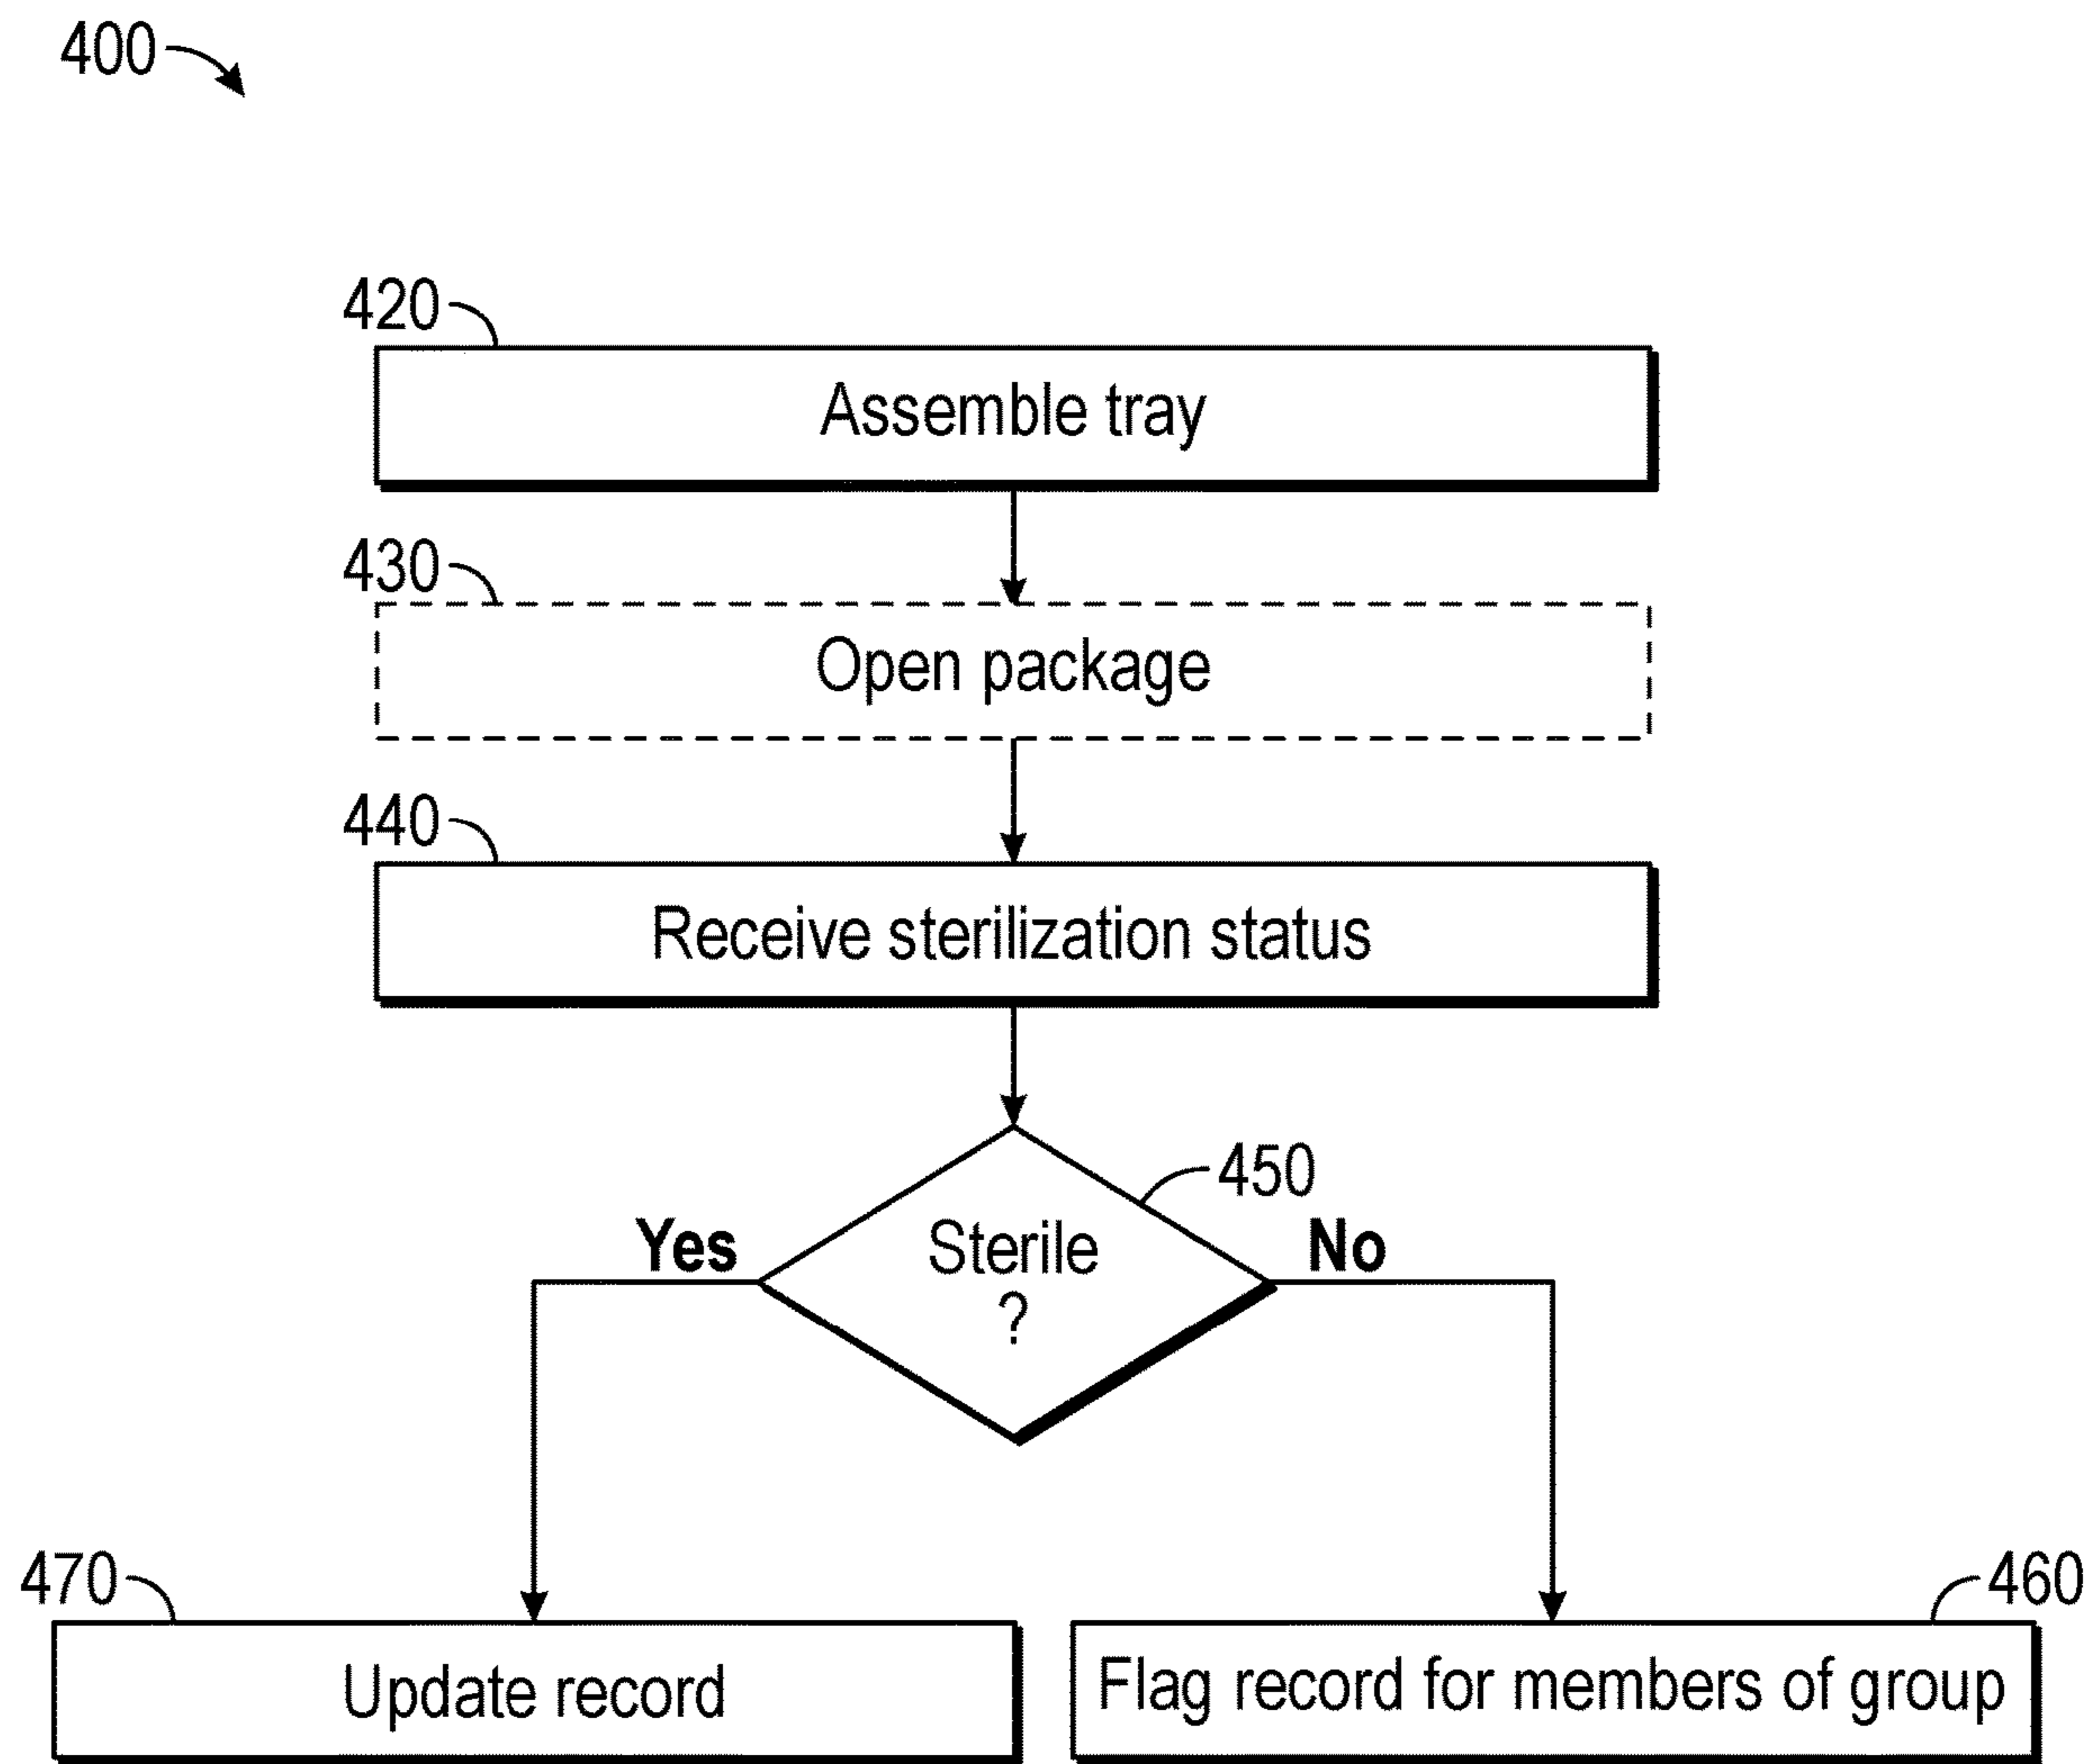 400
420
Assemble tray
430
Open package
440
Receive sterilization status
450
Yes
Sterile
?
No
470
Update record
460
Flag record for members of group